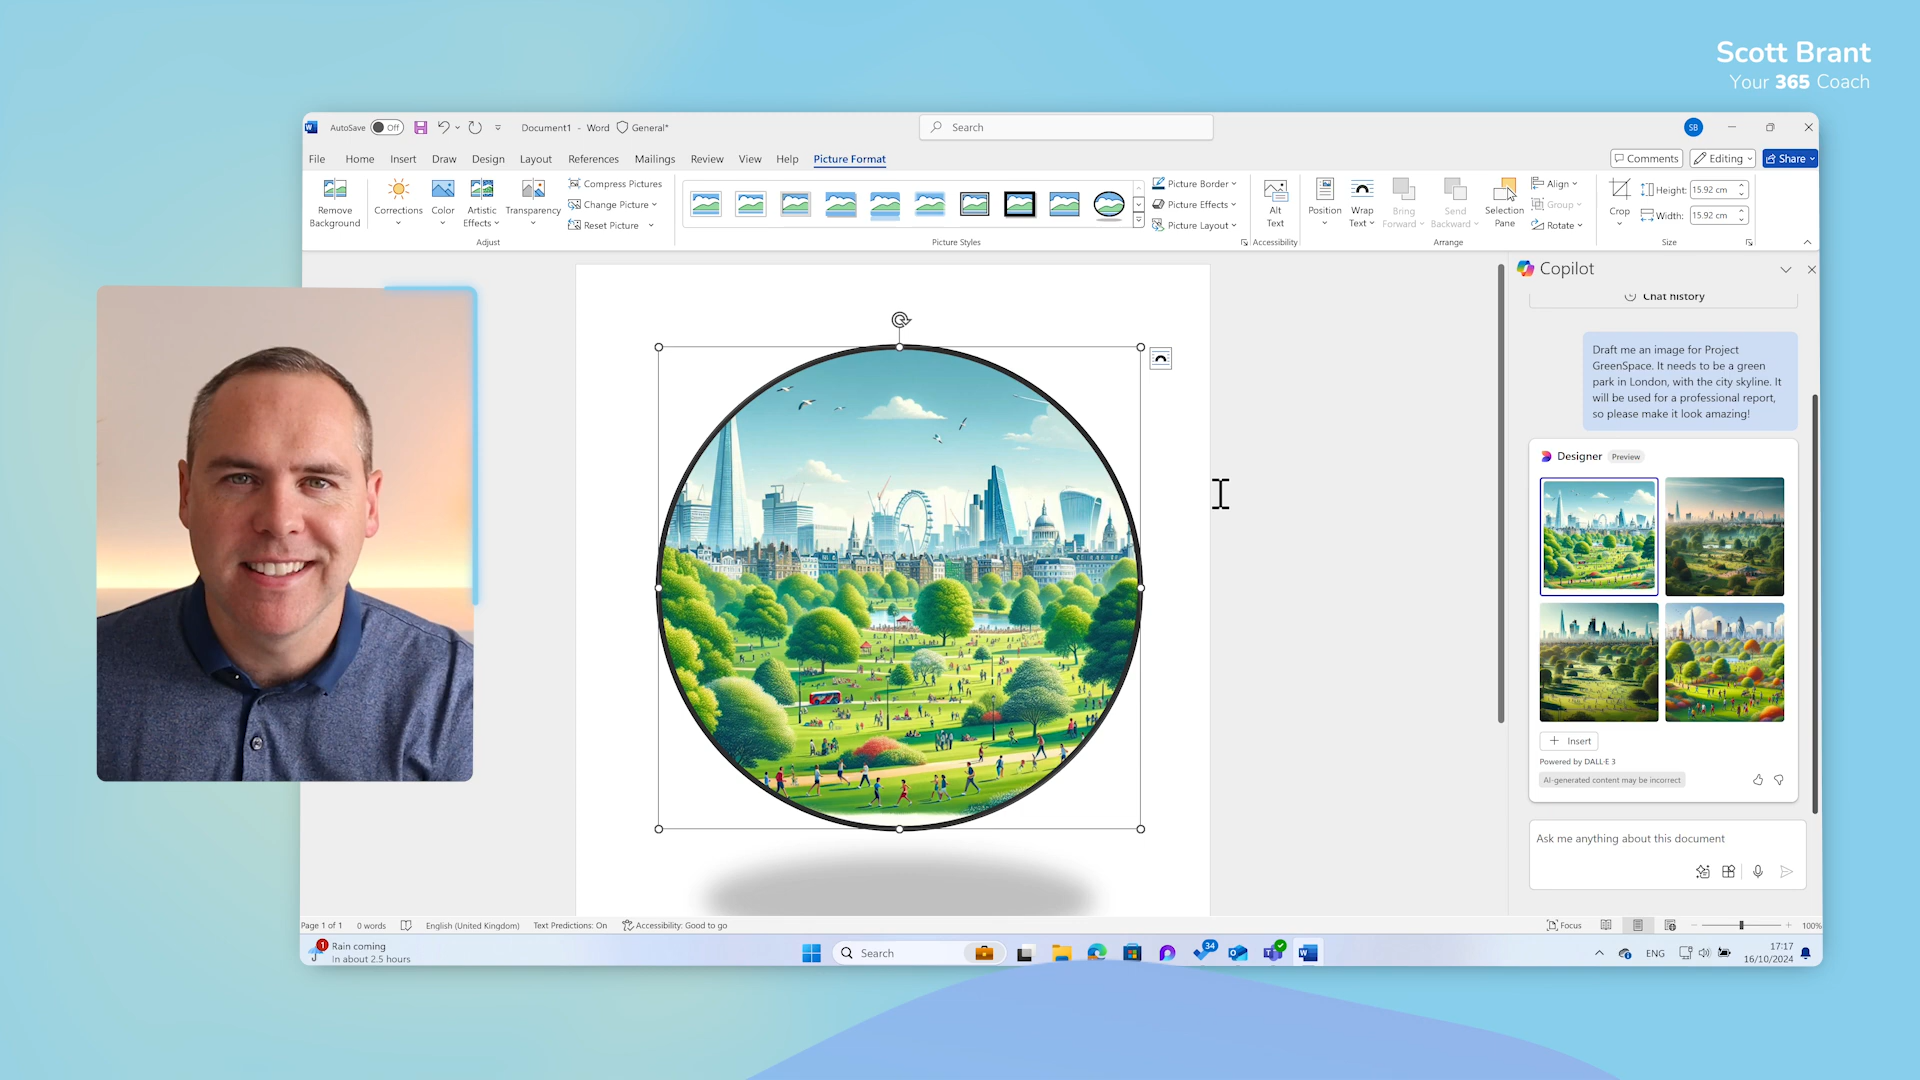 Scott Brant
Your 365 Coach
AutoSave Off Document1 - Word General* Search SB
File Home Insert Draw Design Layout References Mailings Review View Help Picture Format Comments Editing Share
Remove Background
Corrections
Color
Artistic Effects
Transparency
Compress Pictures
Change Picture
Reset Picture
Adjust
Picture Styles
Picture Border
Picture Effects
Picture Layout
Alt Text
Accessibility
Position
Wrap Text
Bring Forward
Send Backward
Selection Pane
Align
Group
Rotate
Arrange
Crop
Height: 15.92 cm
Width: 15.92 cm
Size
Copilot
Chat history
Draft me an image for Project
GreenSpace. It needs to be a green
park in London, with the city skyline. It
will be used for a professional report,
so please make it look amazing!
Designer Preview
Insert
Powered by DALL·E 3
AI-generated content may be incorrect
Ask me anything about this document
Page 1 of 1 0 words English (United Kingdom) Text Predictions: On Accessibility: Good to go Focus 100%
1 Rain coming
In about 2.5 hours
Search
34
ENG
17:17
16/10/2024